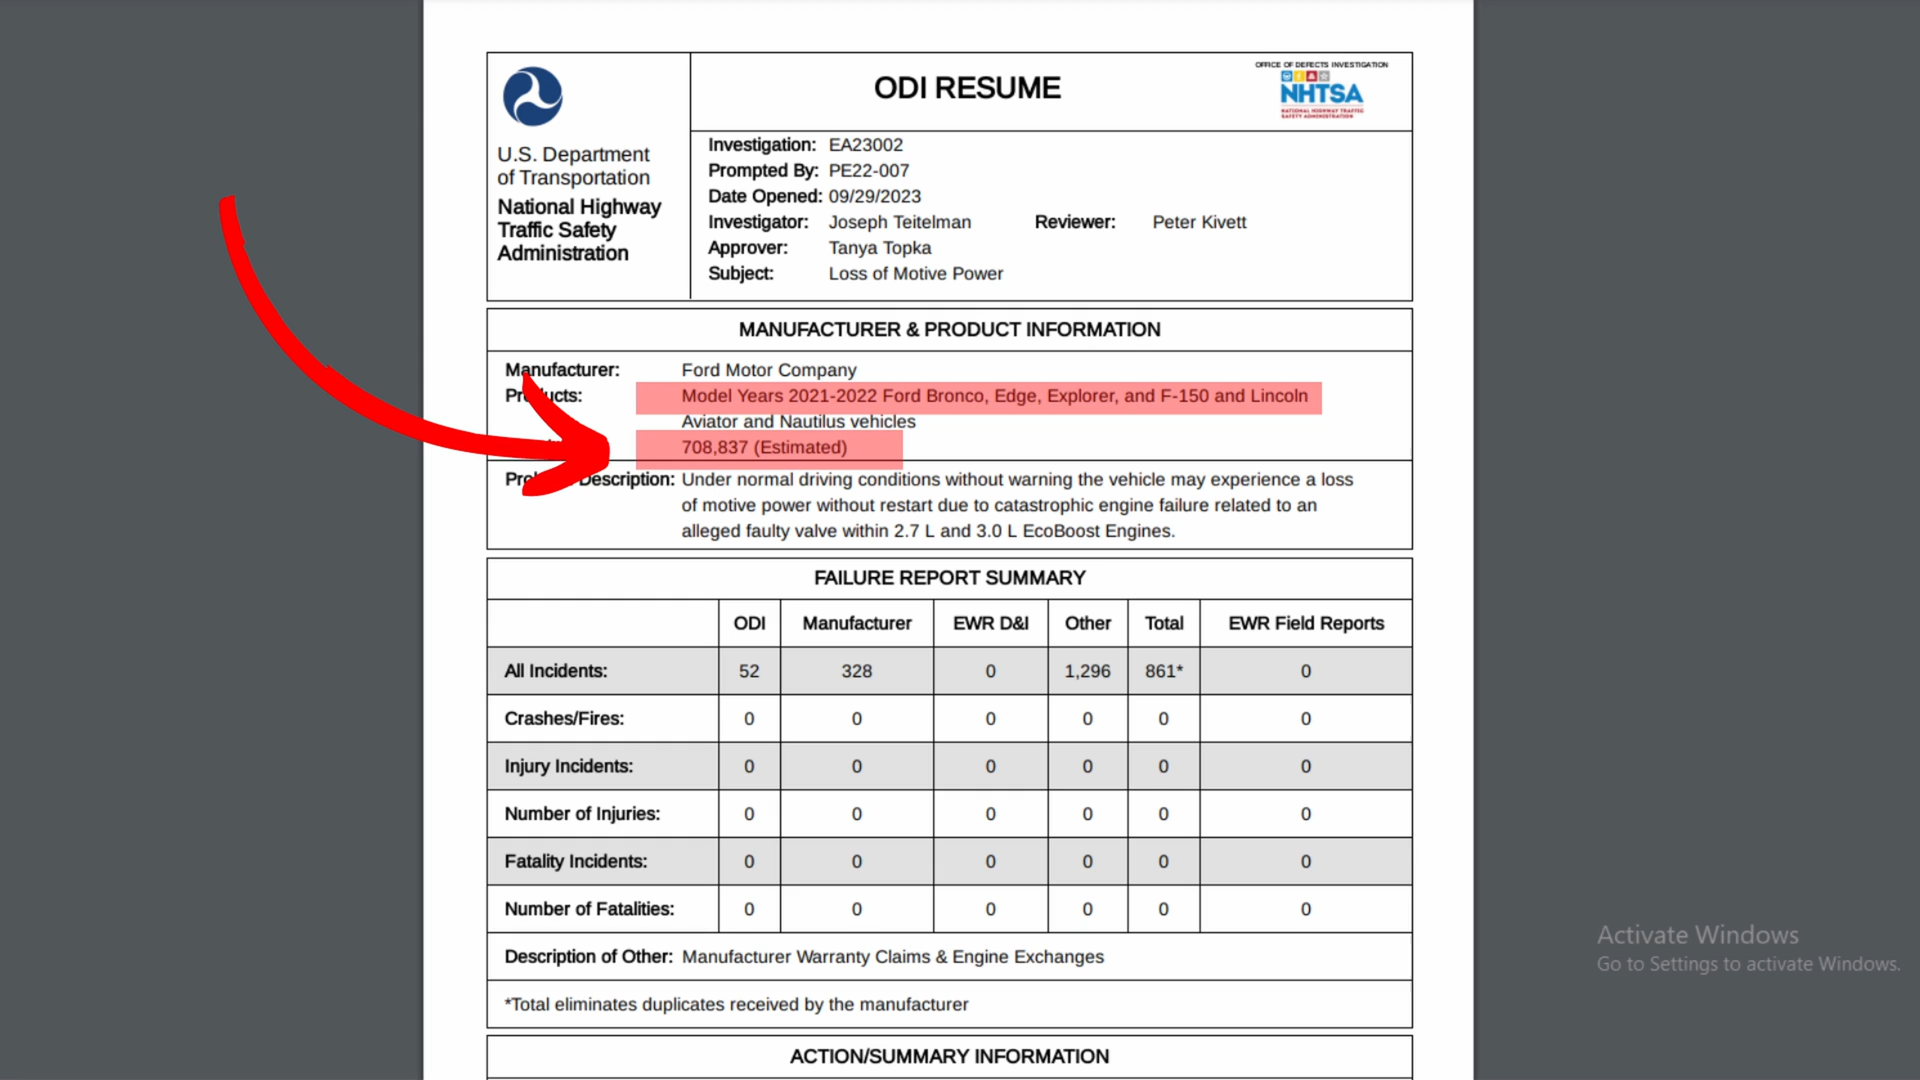 OFFICE OF DEFECTS INVESTIGATION
ODI RESUME
NHTSA
NATIONAL HIGHWAY TRAFFIC
SAFETY ADMINISTRATION
U.S. Department
of Transportation
National Highway
Traffic Safety
Administration
Investigation: EA23002
Prompted By: PE22-007
Date Opened: 09/29/2023
Investigator: Joseph Teitelman Reviewer: Peter Kivett
Approver: Tanya Topka
Subject: Loss of Motive Power
MANUFACTURER & PRODUCT INFORMATION
Manufacturer: Ford Motor Company
Model Years 2021-2022 Ford Bronco, Edge, Explorer, and F-150 and Lincoln
Aviator and Nautilus vehicles
708,837 (Estimated)
Description: Under normal driving conditions without warning the vehicle may experience a loss
of motive power without restart due to catastrophic engine failure related to an
alleged faulty valve within 2.7 L and 3.0 L EcoBoost Engines.
FAILURE REPORT SUMMARY
ODI Manufacturer EWR D&I Other Total EWR Field Reports
All Incidents: 52 328 0 1,296 861* 0
Crashes/Fires: 0 0 0 0 0 0
Injury Incidents: 0 0 0 0 0 0
Number of Injuries: 0 0 0 0 0 0
Fatality Incidents: 0 0 0 0 0 0
Number of Fatalities: 0 0 0 0 0 0
Description of Other: Manufacturer Warranty Claims & Engine Exchanges
*Total eliminates duplicates received by the manufacturer
ACTION/SUMMARY INFORMATION
Activate Windows
Go to Settings to activate Windows.